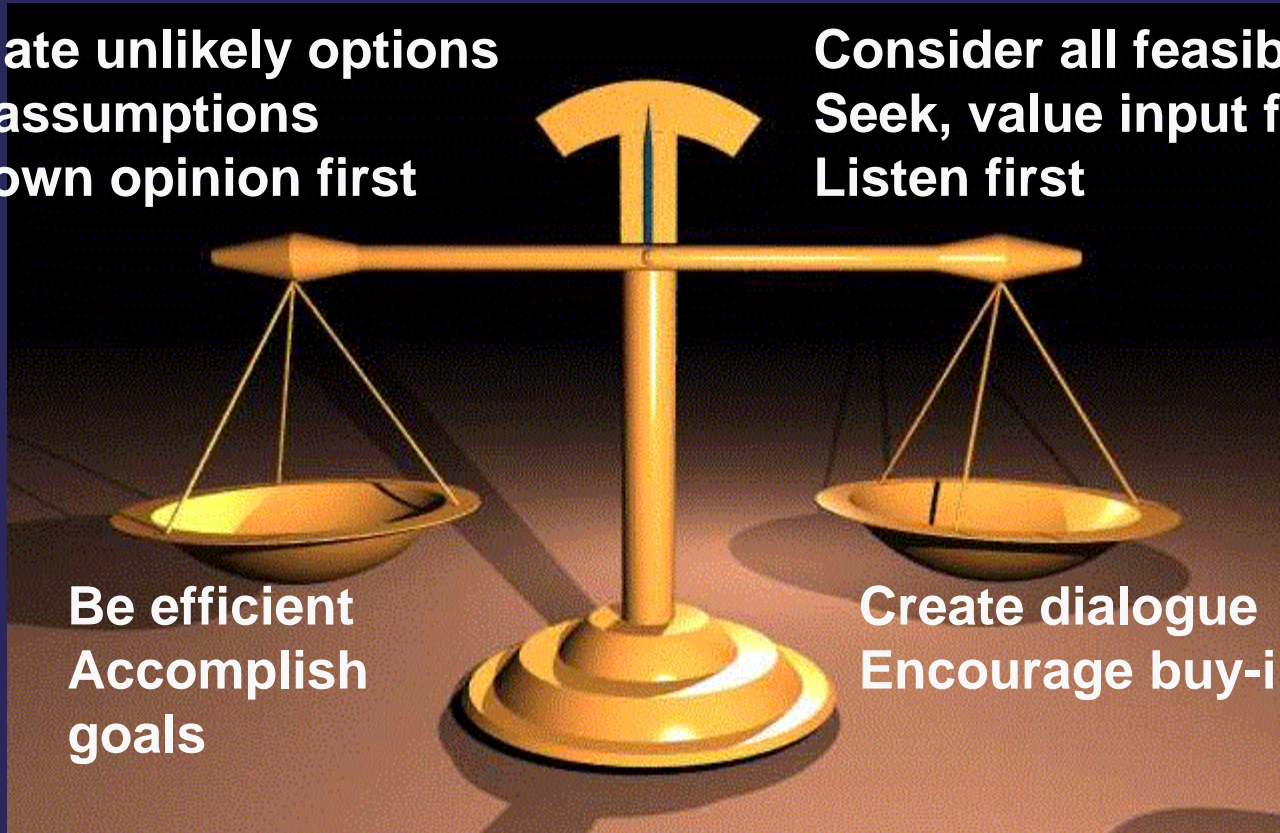 ate unlikely options
assumptions
own opinion first
Consider all feasib
Seek, value input f
Listen first
Be efficient
Accomplish
goals
Create dialogue
Encourage buy-i